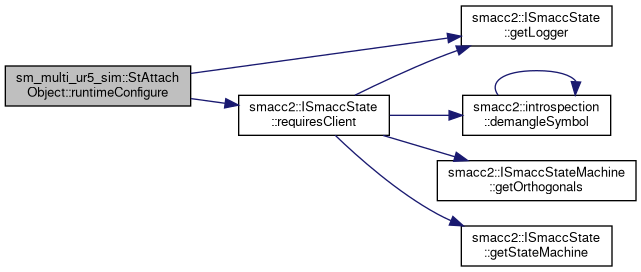 sm_multi_ur5_sim::StAttach
Object::runtimeConfigure
smacc2::ISmaccState
::getLogger
smacc2::ISmaccState
::requiresClient
smacc2::introspection
::demangleSymbol
smacc2::ISmaccStateMachine
::getOrthogonals
smacc2::ISmaccState
::getStateMachine